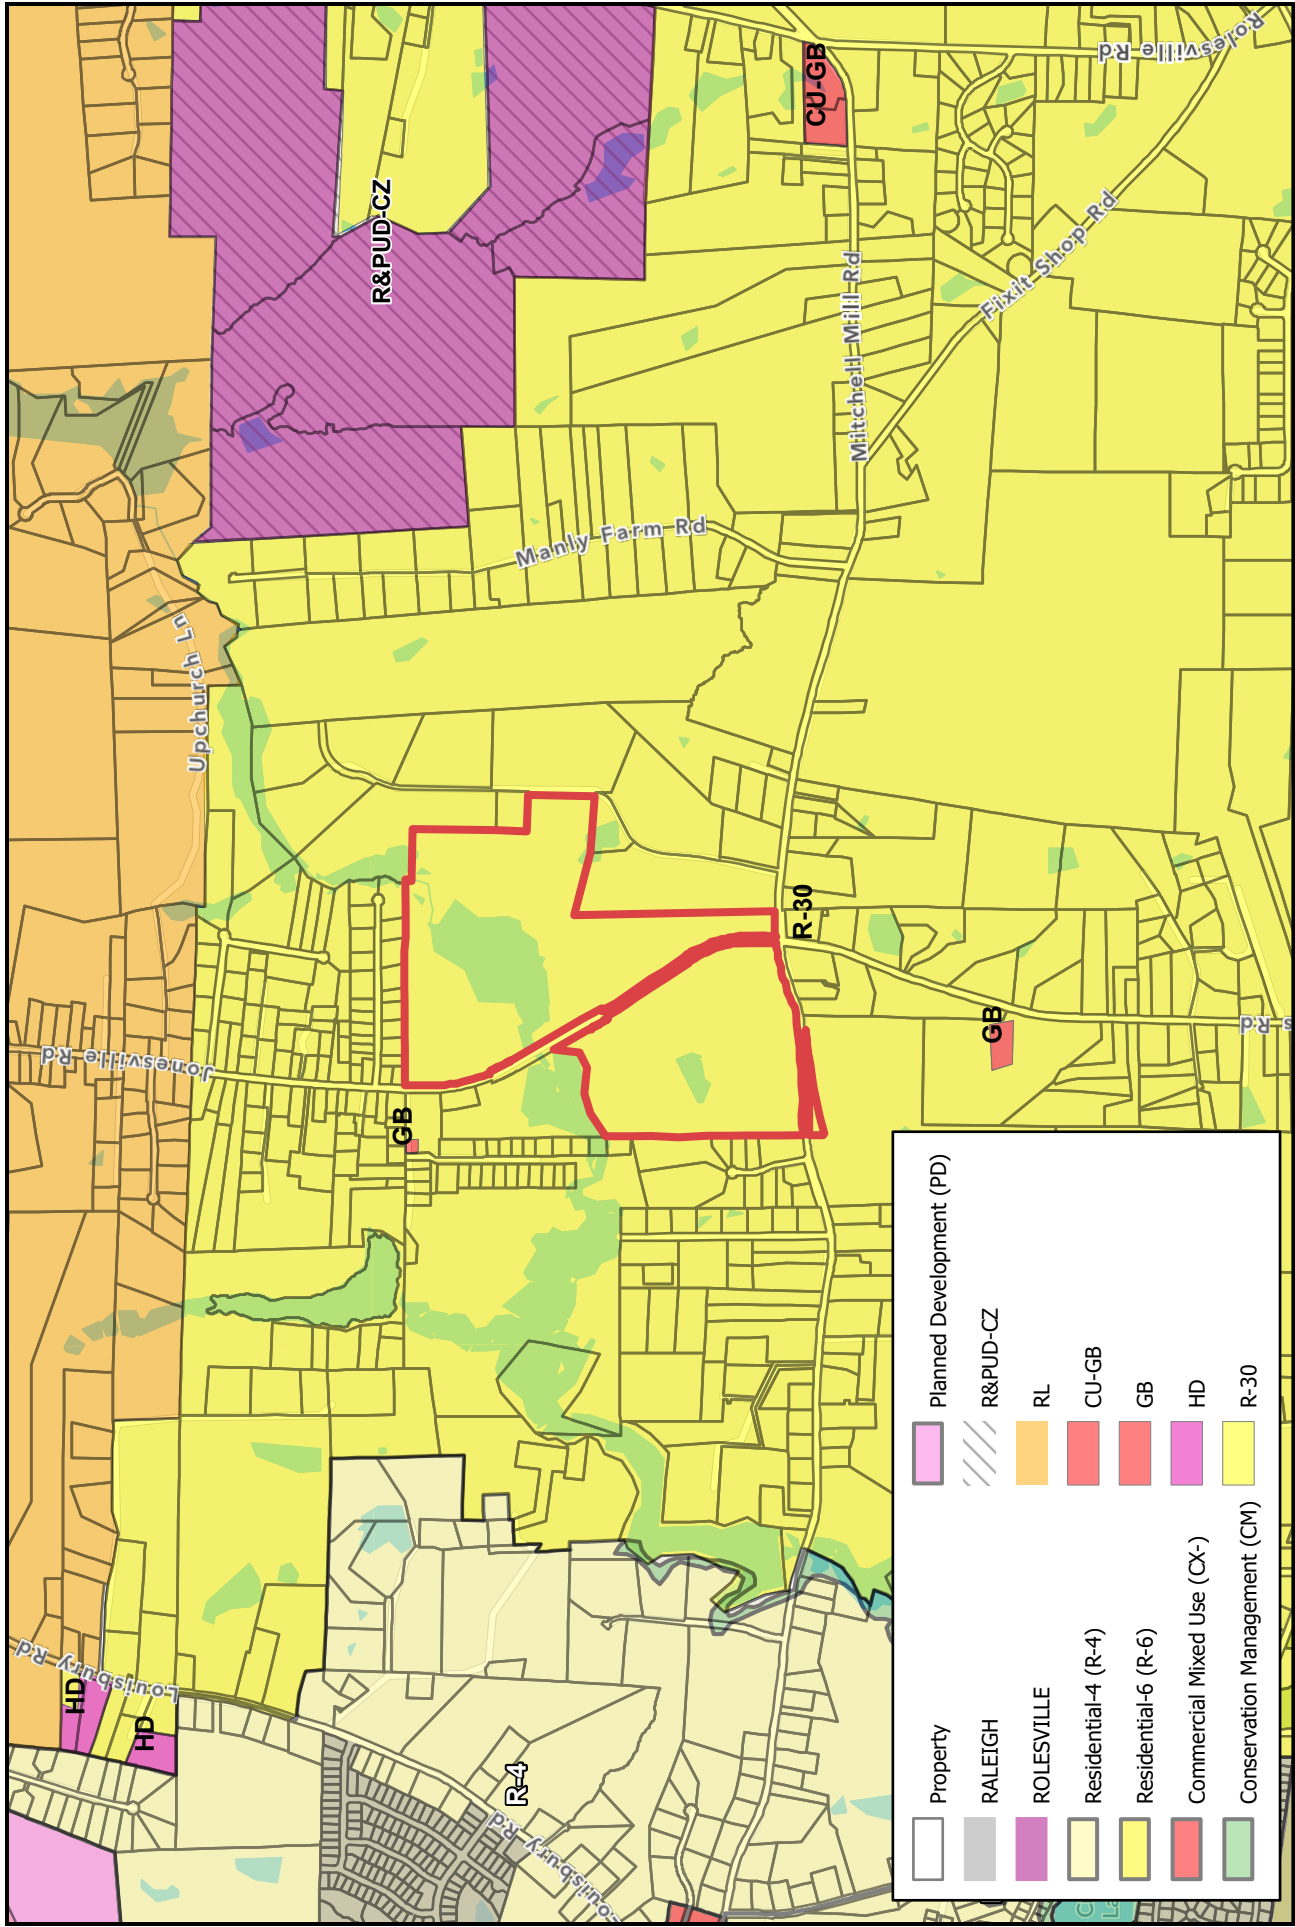 Rolesville Rd
CU-GB
R&PUD-CZ
Mitchell Mill Rd
Fixit Shop Rd
Manly Farm Rd
Upchurch Ln
R-30
GB
s Rd
Jonesville Rd
GB
Louisbury Rd
HD
HD
R-4
Louisbury Rd
Property
RALEIGH
ROLESVILLE
Residential-4 (R-4)
Residential-6 (R-6)
Commercial Mixed Use (CX-)
Conservation Management (CM)
Planned Development (PD)
R&PUD-CZ
RL
CU-GB
GB
HD
R-30